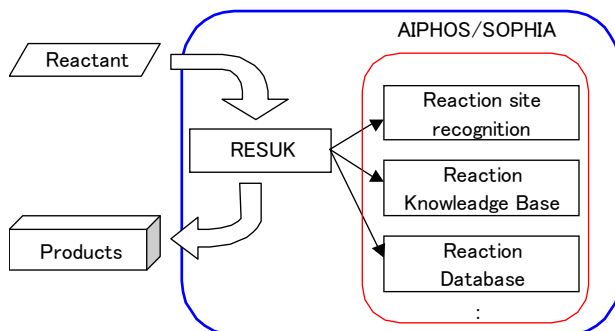 AIPHOS/SOPHIA
Reactant
Reaction site
recognition
RESUK
Reaction
Knowleadge Base
Products
Reaction
Database
: